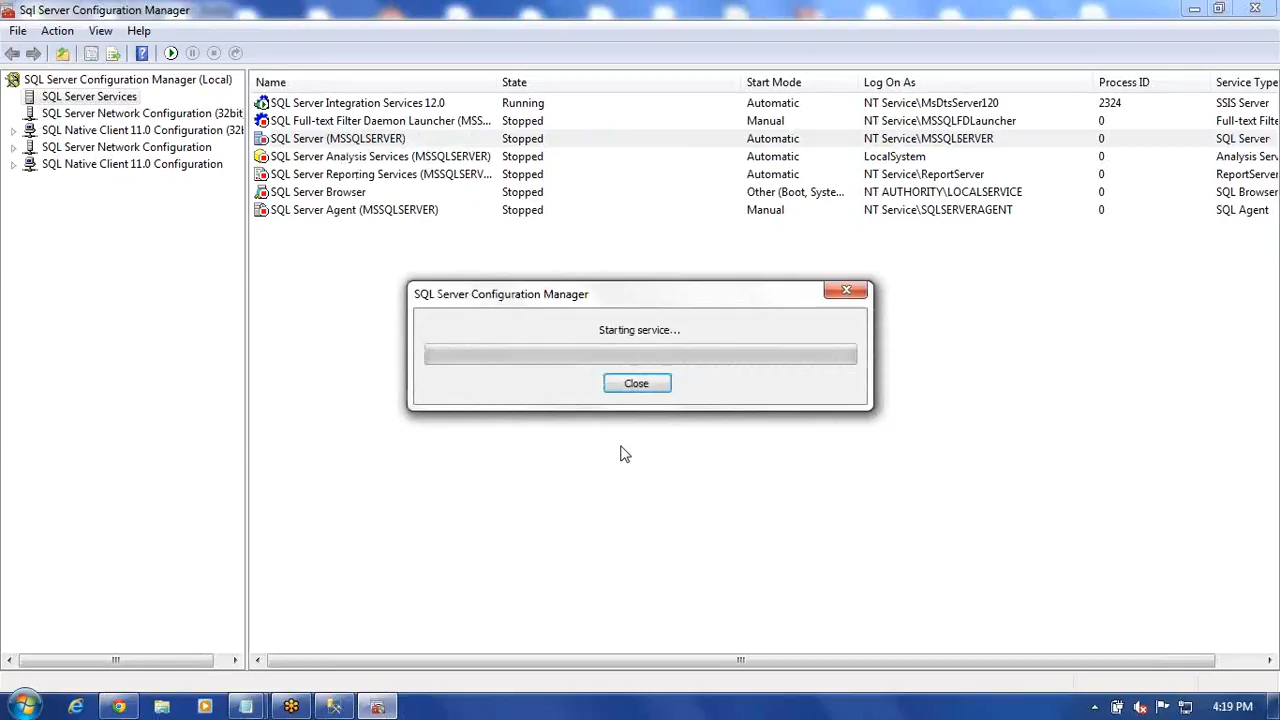 Sql Server Configuration Manager
File Action View Help
SQL Server Configuration Manager (Local)
SQL Server Services
SQL Server Network Configuration (32bit
SQL Native Client 11.0 Configuration (32b
SQL Server Network Configuration
SQL Native Client 11.0 Configuration
Name State Start Mode Log On As Process ID Service Type
SQL Server Integration Services 12.0 Running Automatic NT Service\MsDtsServer120 2324 SSIS Server
SQL Full-text Filter Daemon Launcher (MSS... Stopped Manual NT Service\MSSQLFDLauncher 0 Full-text Filte
SQL Server (MSSQLSERVER) Stopped Automatic NT Service\MSSQLSERVER 0 SQL Server
SQL Server Analysis Services (MSSQLSERVER) Stopped Automatic LocalSystem 0 Analysis Serv
SQL Server Reporting Services (MSSQLSERV... Stopped Automatic NT Service\ReportServer 0 ReportServer
SQL Server Browser Stopped Other (Boot, Syste... NT AUTHORITY\LOCALSERVICE 0 SQL Browser
SQL Server Agent (MSSQLSERVER) Stopped Manual NT Service\SQLSERVERAGENT 0 SQL Agent
SQL Server Configuration Manager
Starting service...
Close
4:19 PM